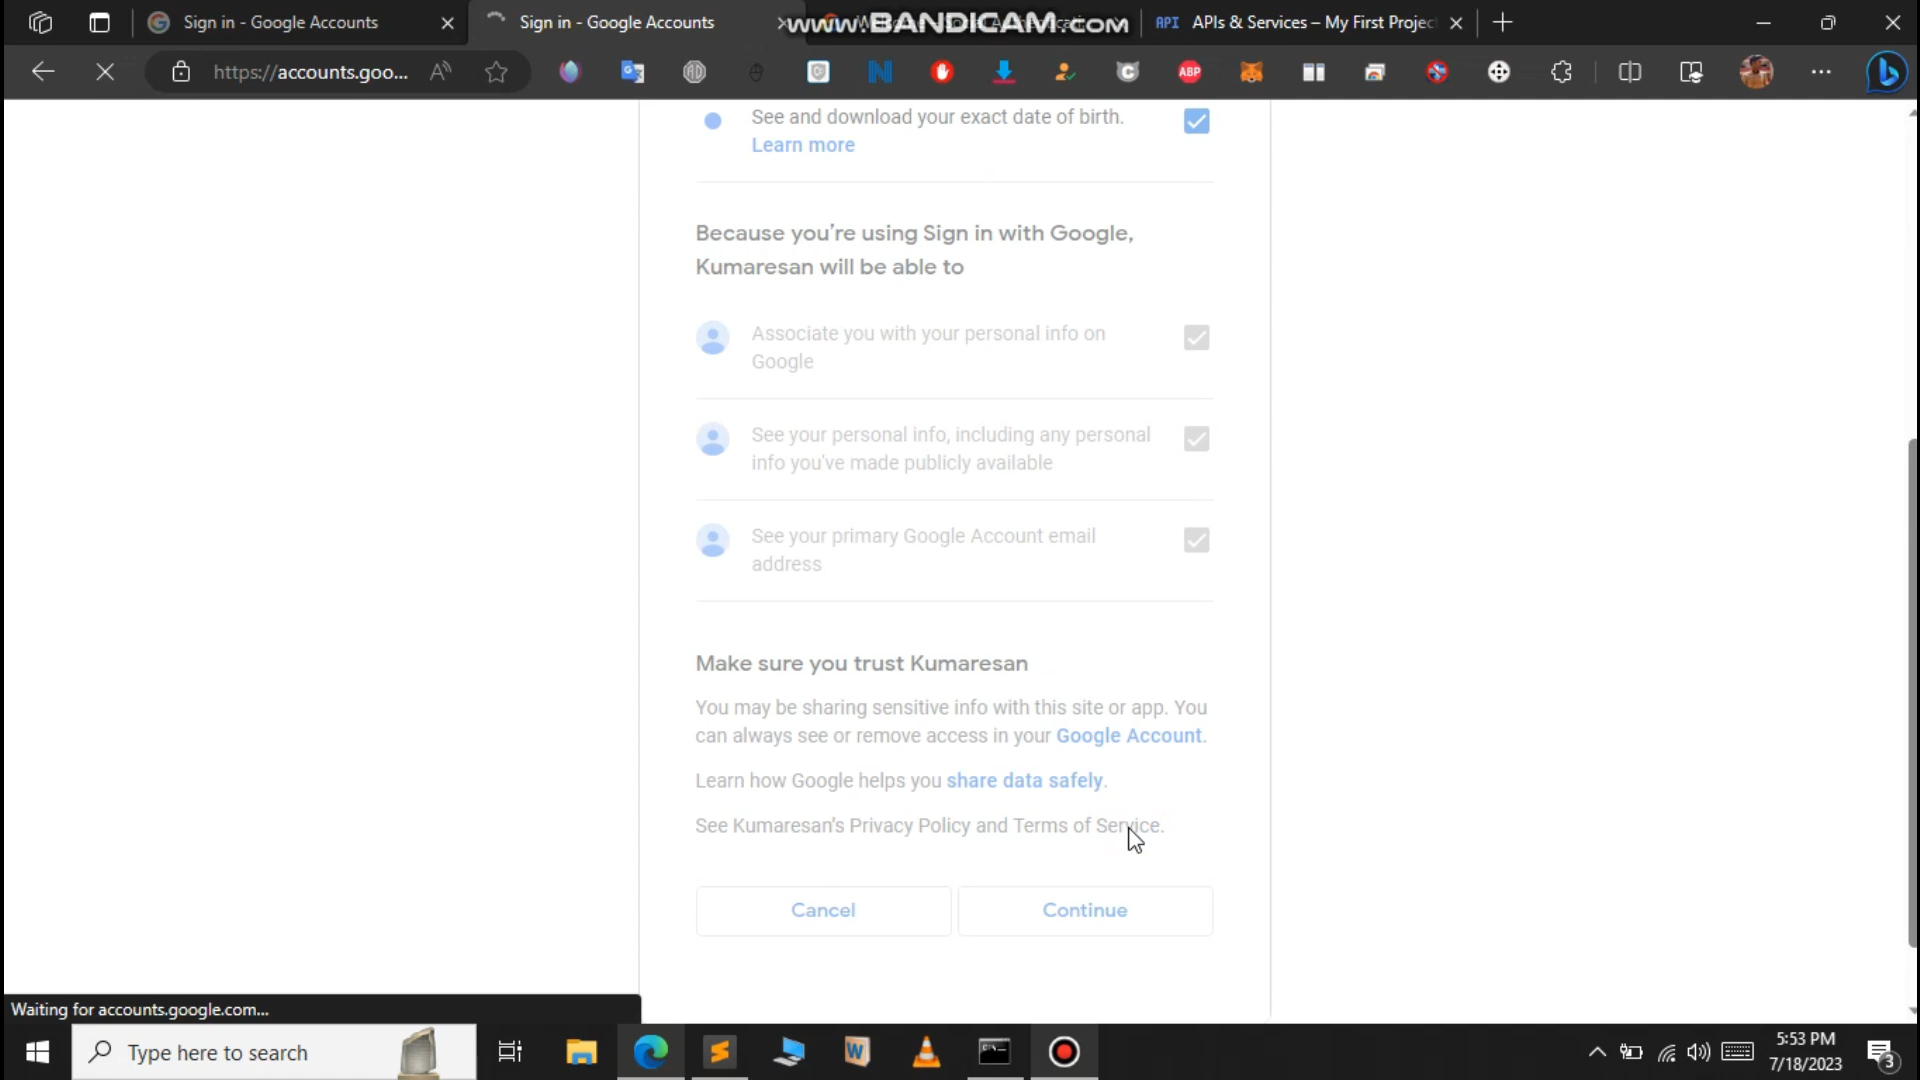 Sign in - Google Accounts
Sign in - Google Accounts
www.BANDICAM.com
API APIs & Services – My First Projec
https://accounts.goo...
See and download your exact date of birth.
Learn more
Because you're using Sign in with Google,
Kumaresan will be able to
Associate you with your personal info on
Google
See your personal info, including any personal
info you've made publicly available
See your primary Google Account email
address
Make sure you trust Kumaresan
You may be sharing sensitive info with this site or app. You
can always see or remove access in your Google Account.
Learn how Google helps you share data safely.
See Kumaresan's Privacy Policy and Terms of Service.
Cancel
Continue
Waiting for accounts.google.com...
Type here to search
5:53 PM
7/18/2023
3
ABP